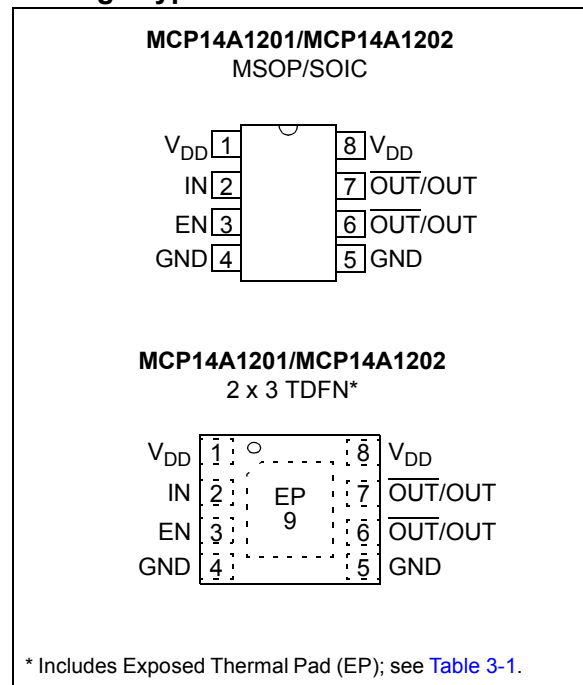 MCP14A1201/MCP14A1202
MSOP/SOIC
VDD 1 8 VDD
IN 2 7 OUT/OUT
EN 3 6 OUT/OUT
GND 4 5 GND
MCP14A1201/MCP14A1202
2 x 3 TDFN*
VDD 1 8 VDD
IN 2 EP 7 OUT/OUT
EN 3 9 6 OUT/OUT
GND 4 5 GND
* Includes Exposed Thermal Pad (EP); see Table 3-1.